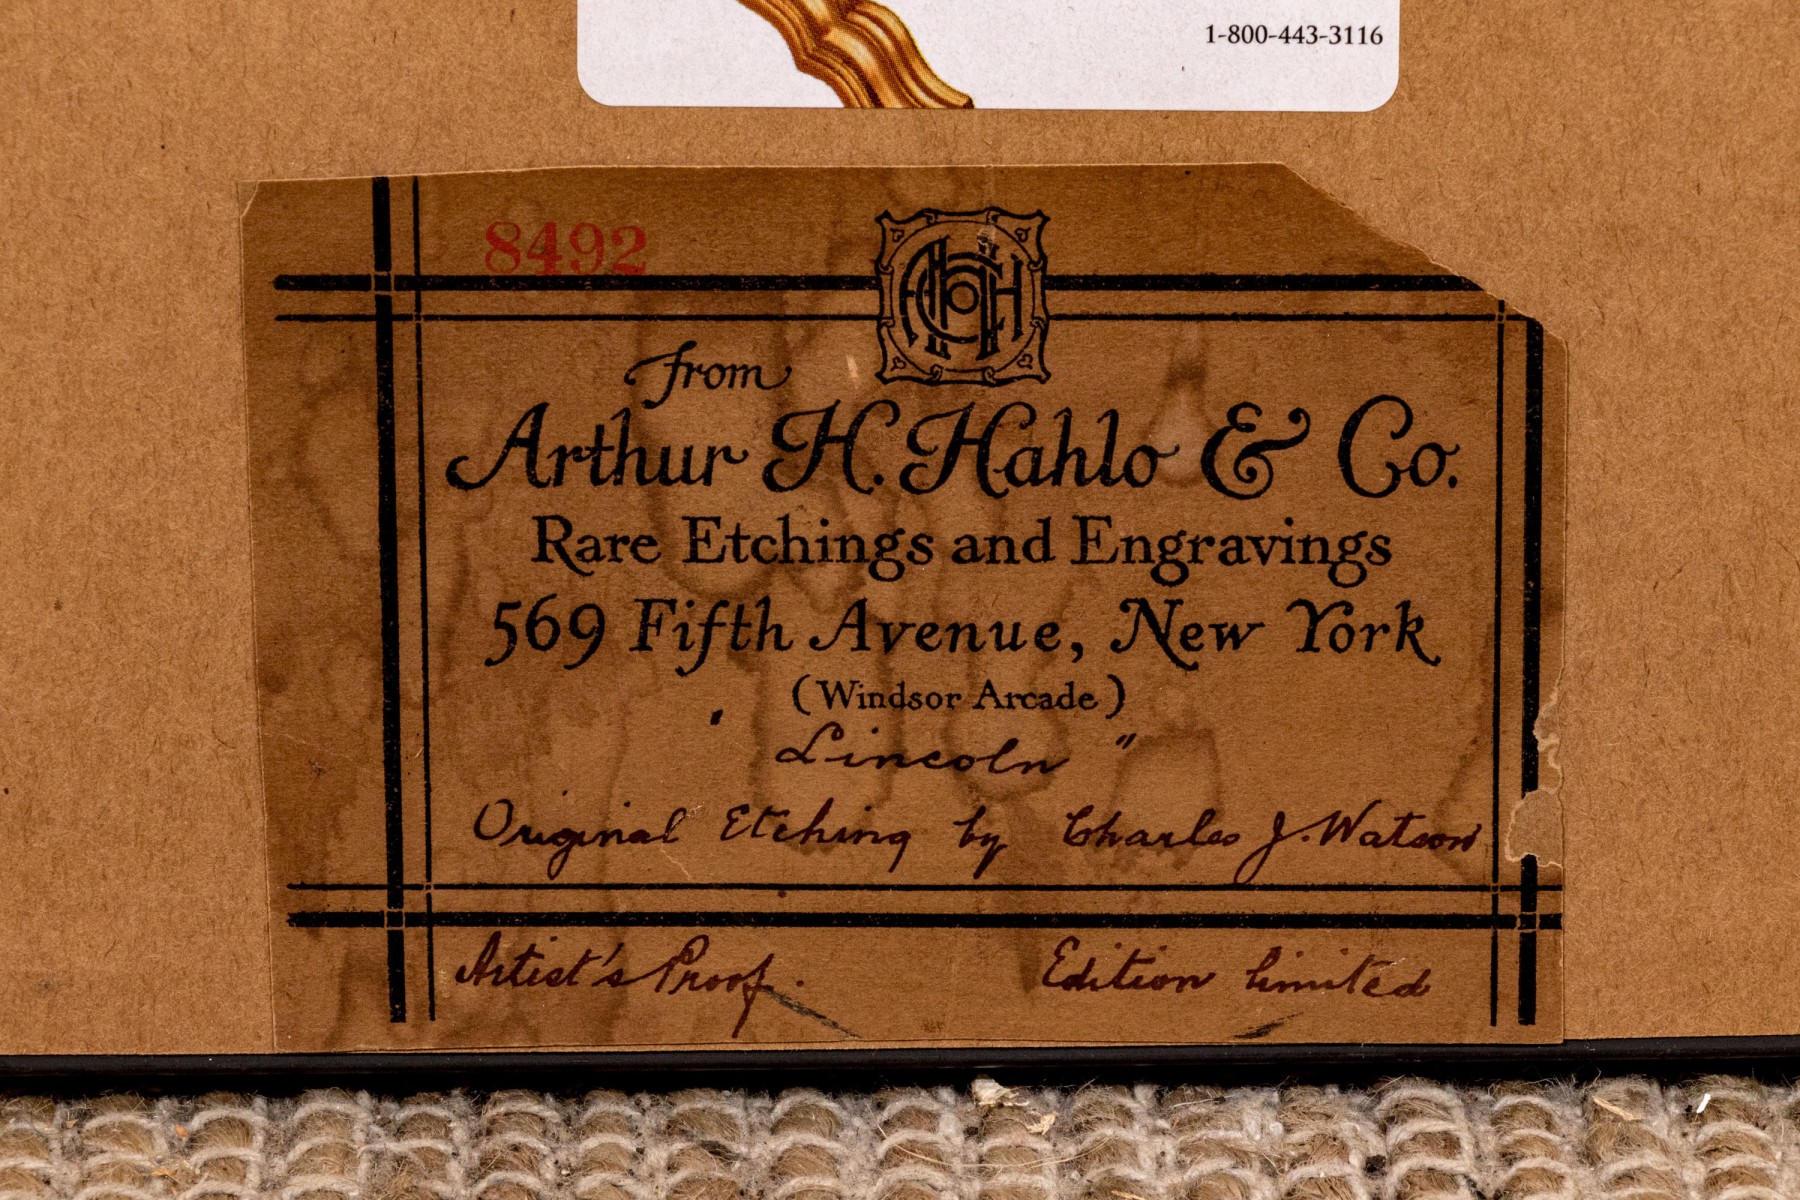 1-800-443-3116
8492
From
Arthur H. Hahlo & Co.
Rare Etchings and Engravings
569 Fifth Avenue, New York
(Windsor Arcade)
" Lincoln "
Original Etching by Charles J. Watson
Artist's Proof. Edition limited